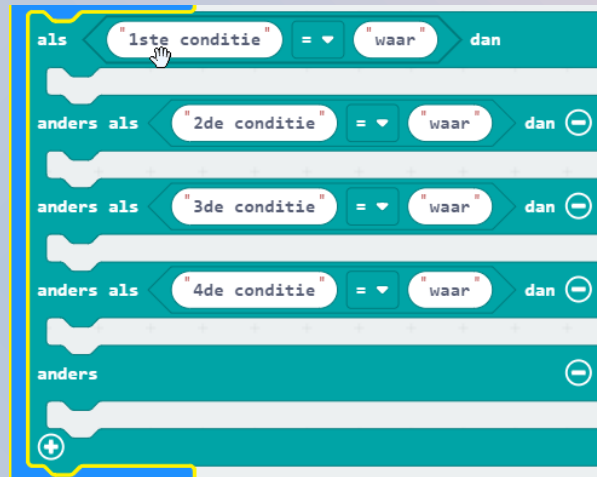 als "1ste conditie" = "waar" dan
anders als "2de conditie" = "waar" dan
anders als "3de conditie" = "waar" dan
anders als "4de conditie" = "waar" dan
anders